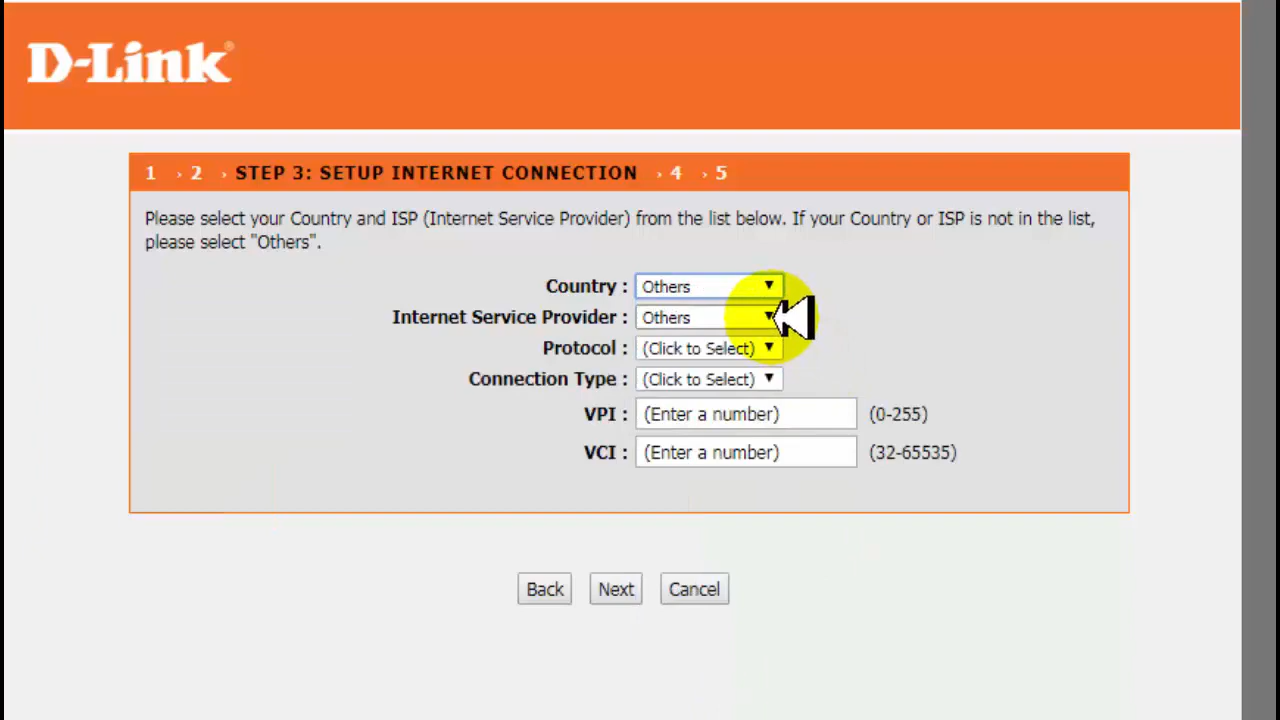 D-Link®
1 › 2 › STEP 3: SETUP INTERNET CONNECTION › 4 › 5
Please select your Country and ISP (Internet Service Provider) from the list below. If your Country or ISP is not in the list,
please select "Others".
Country : Others
Internet Service Provider : Others
Protocol : (Click to Select)
Connection Type : (Click to Select)
VPI : (Enter a number) (0-255)
VCI : (Enter a number) (32-65535)
Back Next Cancel